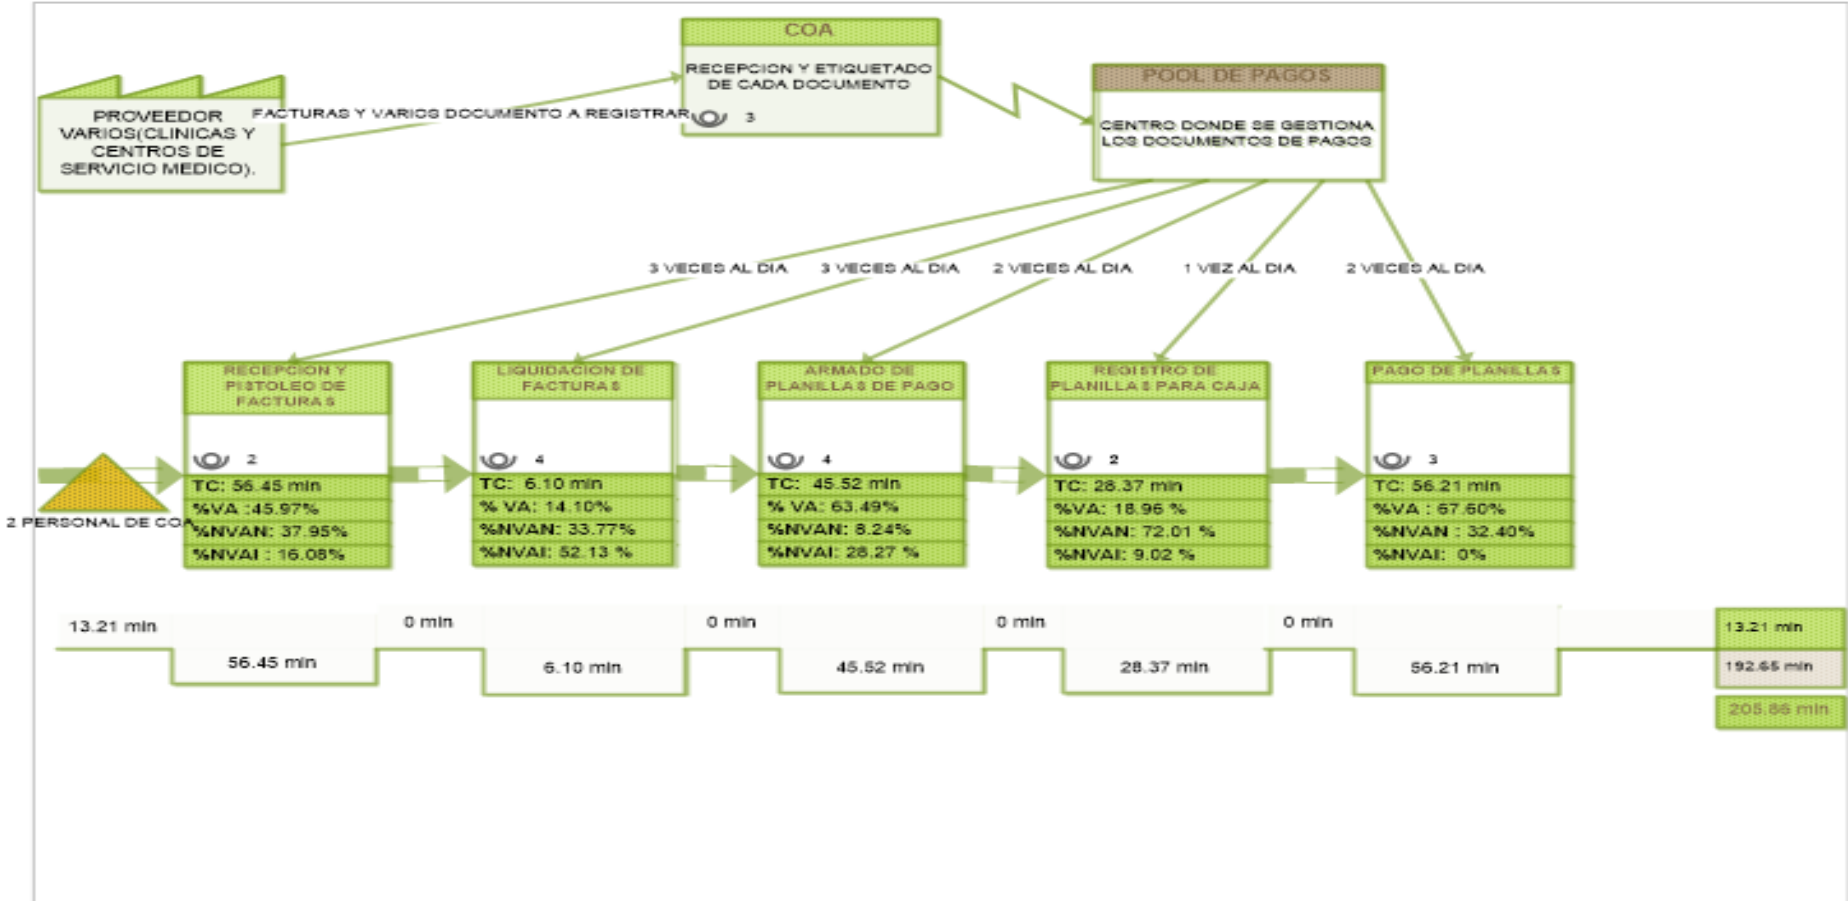 COA
RECEPCION Y ETIQUETADO
DE CADA DOCUMENTO
3
POOL DE PAGOS
CENTRO DONDE SE GESTIONA
LOS DOCUMENTOS DE PAGOS
PROVEEDOR
VARIOS(CLINICAS Y
CENTROS DE
SERVICIO MEDICO).
FACTURAS Y VARIOS DOCUMENTO A REGISTRAR
3 VECES AL DIA
3 VECES AL DIA
2 VECES AL DIA
1 VEZ AL DIA
2 VECES AL DIA
2 PERSONAL DE COA
RECEPCION Y
PISTOLEO DE
FACTURAS
2
TC: 56.45 min
%VA :45.97%
%NVAN: 37.95%
%NVAI : 16.08%
LIQUIDACION DE
FACTURAS
4
TC: 6.10 min
% VA: 14.10%
%NVAN: 33.77%
%NVAI: 52.13 %
ARMADO DE
PLANILLAS DE PAGO
4
TC: 45.52 min
% VA: 63.49%
%NVAN: 8.24%
%NVAI: 28.27 %
REGISTRO DE
PLANILLAS PARA CAJA
2
TC: 28.37 min
%VA: 18.96 %
%NVAN: 72.01 %
%NVAI: 9.02 %
PAGO DE PLANILLAS
3
TC: 56.21 min
%VA : 67.60%
%NVAN : 32.40%
%NVAI: 0%
13.21 min
56.45 min
0 min
6.10 min
0 min
45.52 min
0 min
28.37 min
0 min
56.21 min
13.21 min
192.65 min
205.86 min